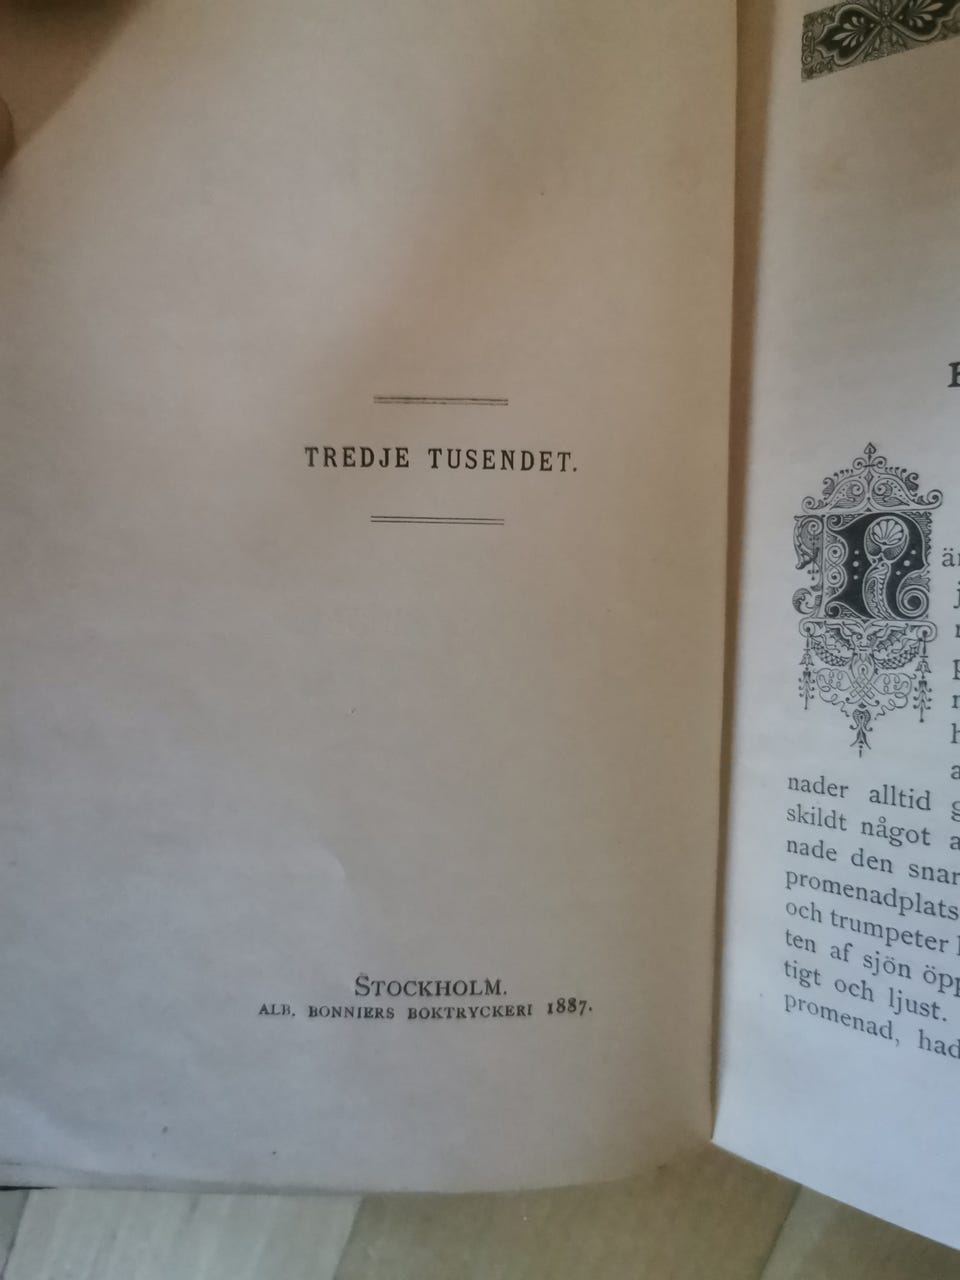 TREDJE TUSENDET.
STOCKHOLM.
ALB. BONNIERS BOKTRYCKERI 1887.
nader alltid
skildt något
nade den
promenadplats
och trumpeter
ten af sjön
tigt och ljust.
promenad,